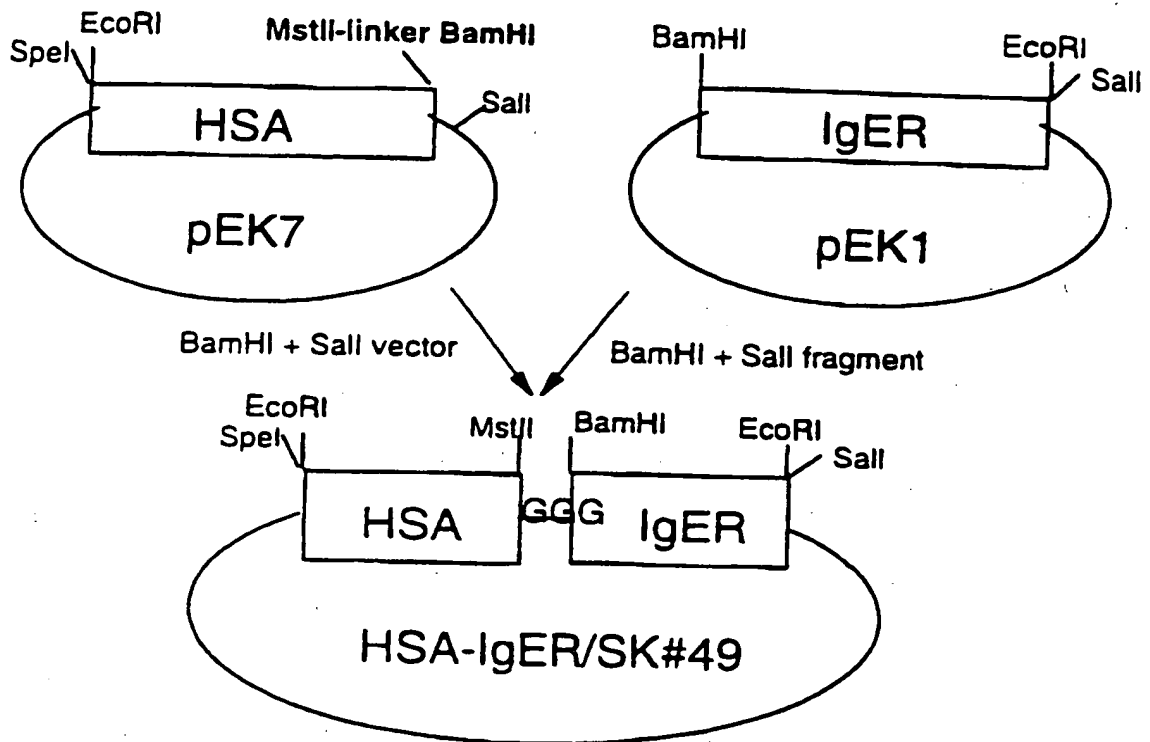 EcoRI
SpeI
MstII-linker BamHI
SalI
HSA
pEK7
BamHI
EcoRI
SalI
IgER
pEK1
BamHI + SalI vector
BamHI + SalI fragment
EcoRI
SpeI
MstII
BamHI
EcoRI
SalI
HSA
GGG
IgER
HSA-IgER/SK#49